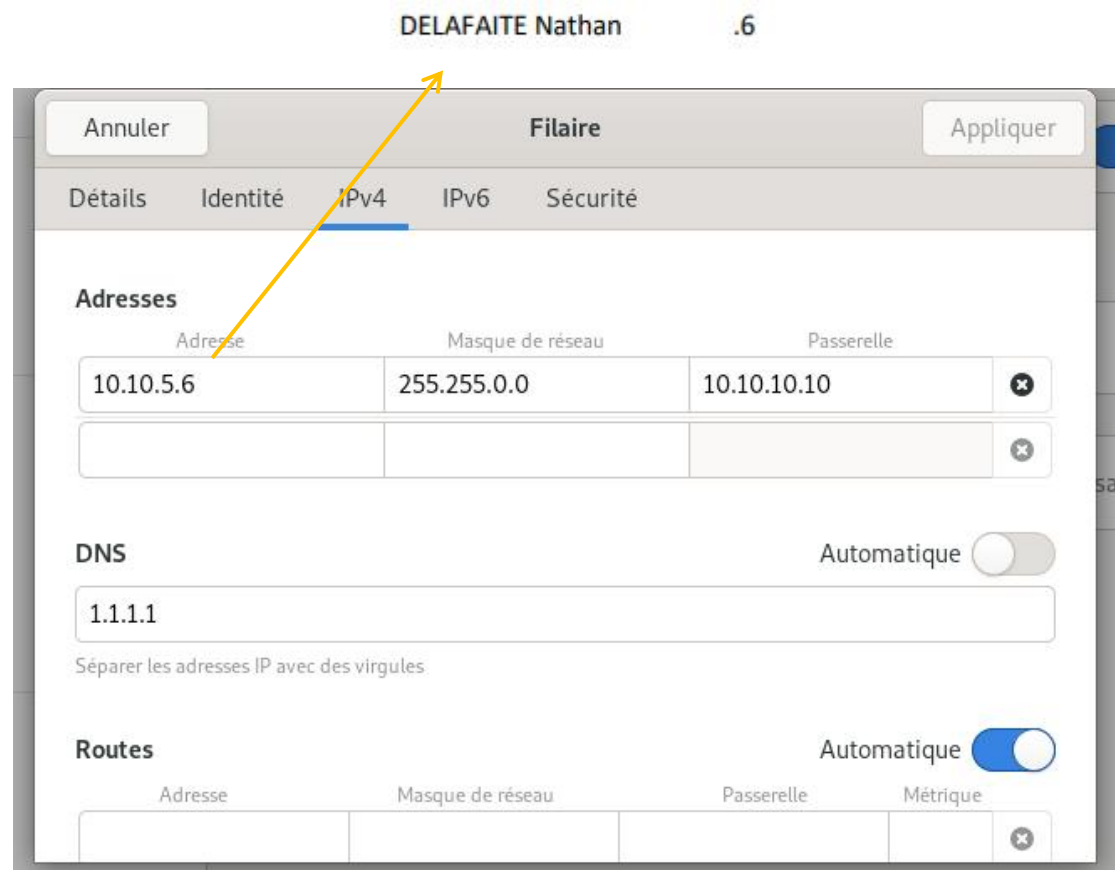 DELAFAITE Nathan .6
Annuler Filaire Appliquer
Détails Identité IPv4 IPv6 Sécurité
Adresses
Adresse Masque de réseau Passerelle
10.10.5.6 255.255.0.0 10.10.10.10
DNS Automatique
1.1.1.1
Séparer les adresses IP avec des virgules
Routes Automatique
Adresse Masque de réseau Passerelle Métrique